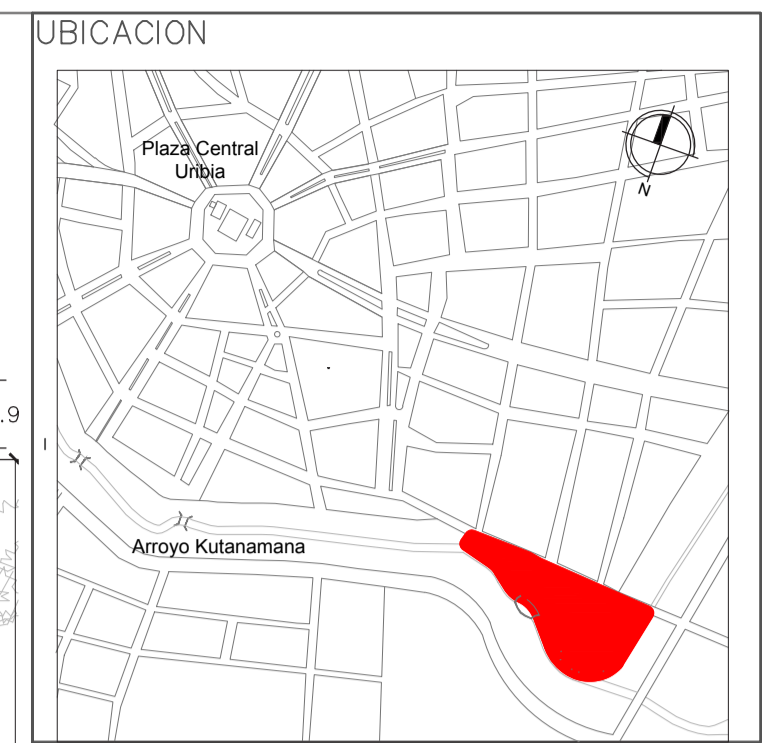 UBICACION
Plaza Central
Uribia
N
.9
Arroyo Kutanamana